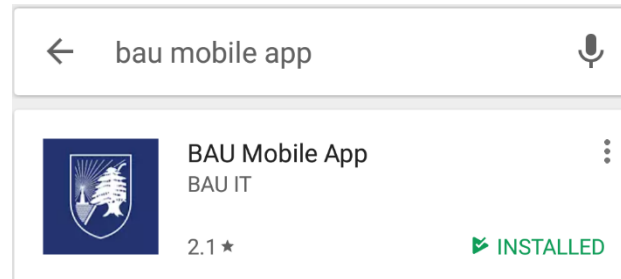 bau mobile app
BAU Mobile App
BAU IT
2.1★ INSTALLED